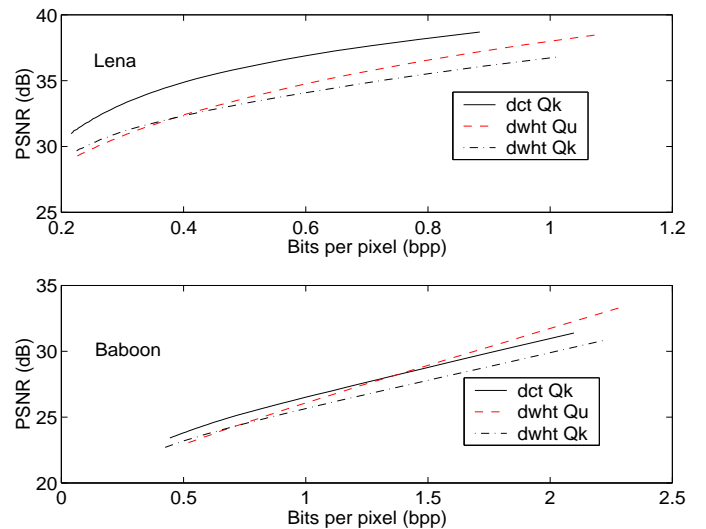 40
35
30
25
PSNR (dB)
Lena
dct Qk
dwht Qu
dwht Qk
0.2 0.4 0.6 0.8 1 1.2
Bits per pixel (bpp)
35
30
25
20
PSNR (dB)
Baboon
dct Qk
dwht Qu
dwht Qk
0 0.5 1 1.5 2 2.5
Bits per pixel (bpp)